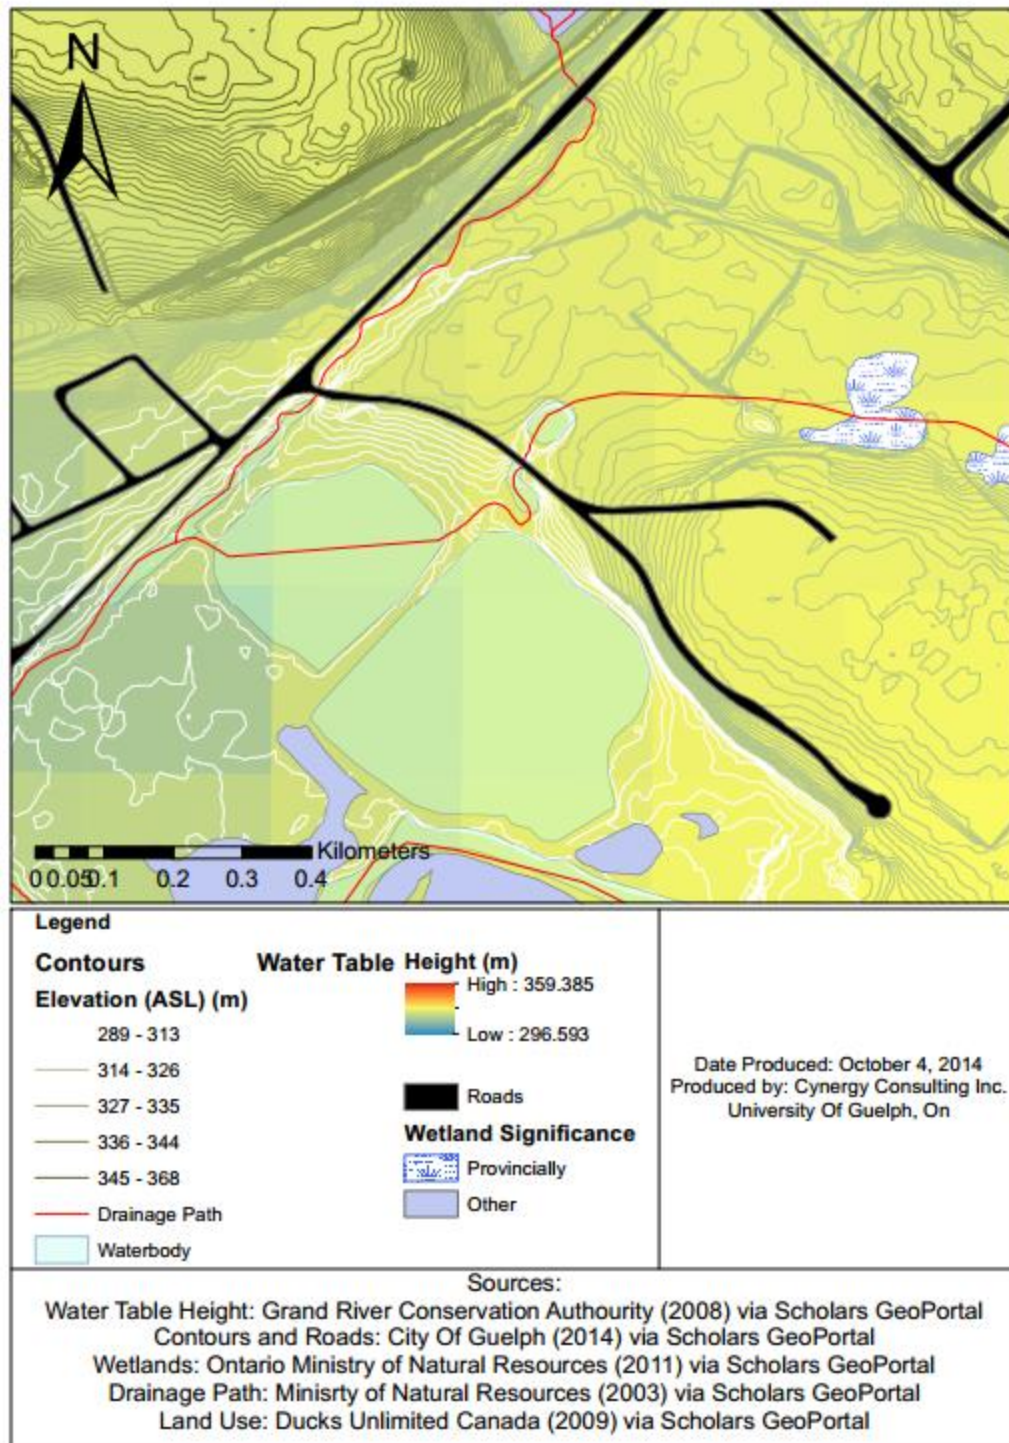 N
Kilometers
0 0.050.1 0.2 0.3 0.4
Legend
Contours
Elevation (ASL) (m)
289 - 313
314 - 326
327 - 335
336 - 344
345 - 368
Drainage Path
Waterbody
Water Table Height (m)
High : 359.385
Low : 296.593
Roads
Wetland Significance
Provincially
Other
Date Produced: October 4, 2014
Produced by: Cynergy Consulting Inc.
University Of Guelph, On
Sources:
Water Table Height: Grand River Conservation Authourity (2008) via Scholars GeoPortal
Contours and Roads: City Of Guelph (2014) via Scholars GeoPortal
Wetlands: Ontario Ministry of Natural Resources (2011) via Scholars GeoPortal
Drainage Path: Minisrty of Natural Resources (2003) via Scholars GeoPortal
Land Use: Ducks Unlimited Canada (2009) via Scholars GeoPortal